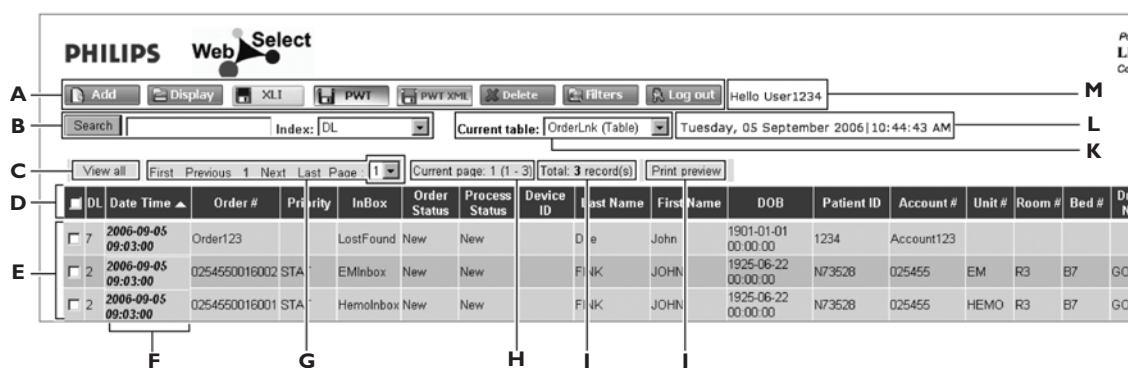 PHILIPS Web Select
A Add Display XLI PWT PWT XML Delete Filters Log out Hello User1234 M
B Search Index: DL Current table: OrderLnk (Table) Tuesday, 05 September 2006|10:44:43 AM L
K
C View all First Previous 1 Next Last Page: 1 Current page: 1 (1 - 3) Total: 3 record(s) Print preview
D DL Date Time Order # Priority InBox Order Status Process Status Device ID Last Name First Name DOB Patient ID Account # Unit # Room # Bed #
7 2006-09-05 09:03:00 Order123 LostFound New New John 1901-01-01 00:00:00 1234 Account123
E 2 2006-09-05 09:03:00 0254550016002 STAT EMInbox New New FINK JOHN 1925-06-22 00:00:00 N73528 025455 EM R3 B7
2 2006-09-05 09:03:00 0254550016001 STAT HemoInbox New New FINK JOHN 1925-06-22 00:00:00 N73528 025455 HEMO R3 B7
F G H I J